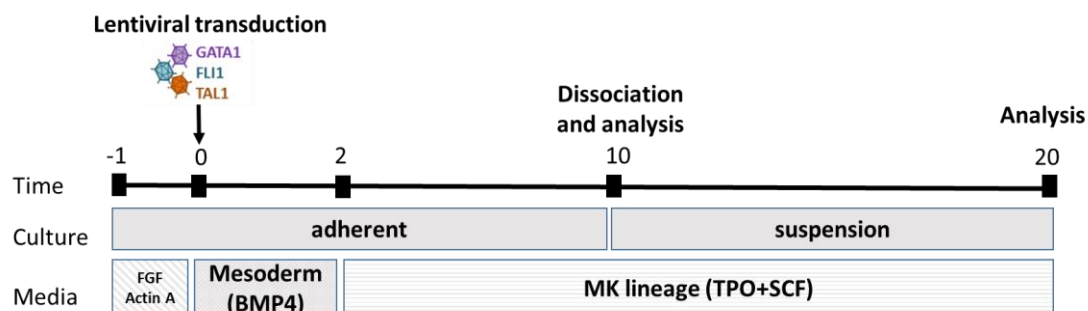 Lentiviral transduction
GATA1
FLI1
TAL1
Dissociation
and analysis
Analysis
-1 0 2 10 20
Time
Culture adherent suspension
Media
FGF
Actin A
Mesoderm
(BMP4)
MK lineage (TPO+SCF)